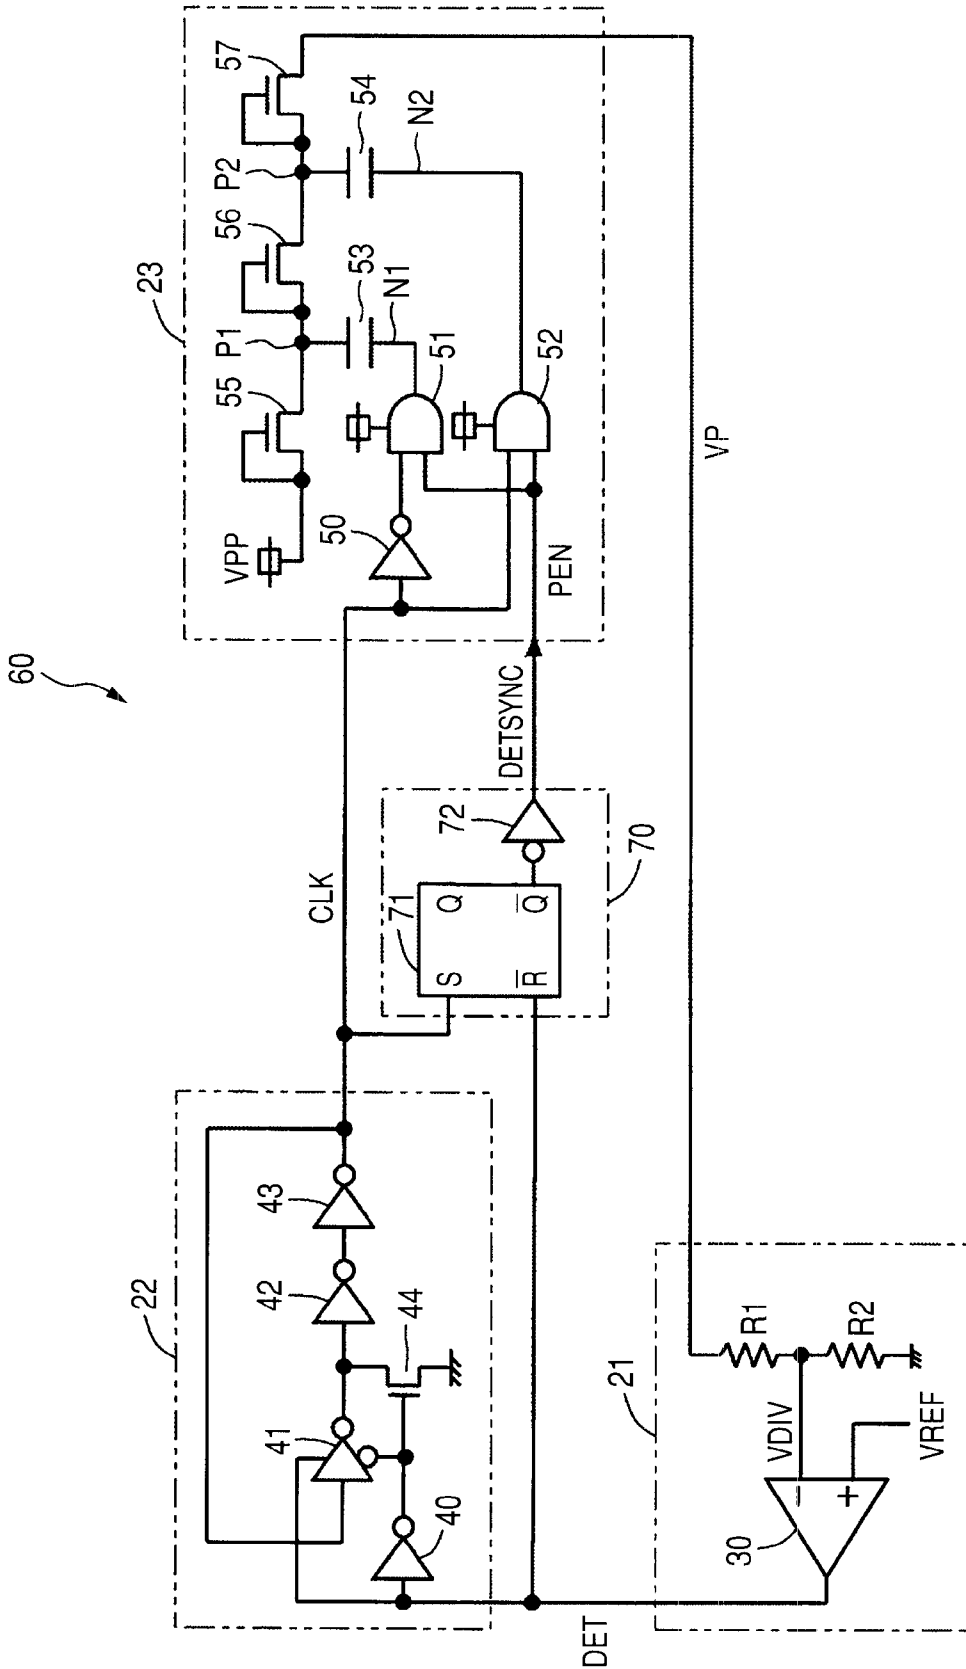 60
23
57
P2
54
N2
56
P1
53
N1
55
51
52
VPP
50
PEN
DETSYNC
72
70
CLK
71
S
Q
R̅
Q̅
VP
22
43
42
44
41
40
DET
21
R1
R2
VDIV
VREF
30
−
+